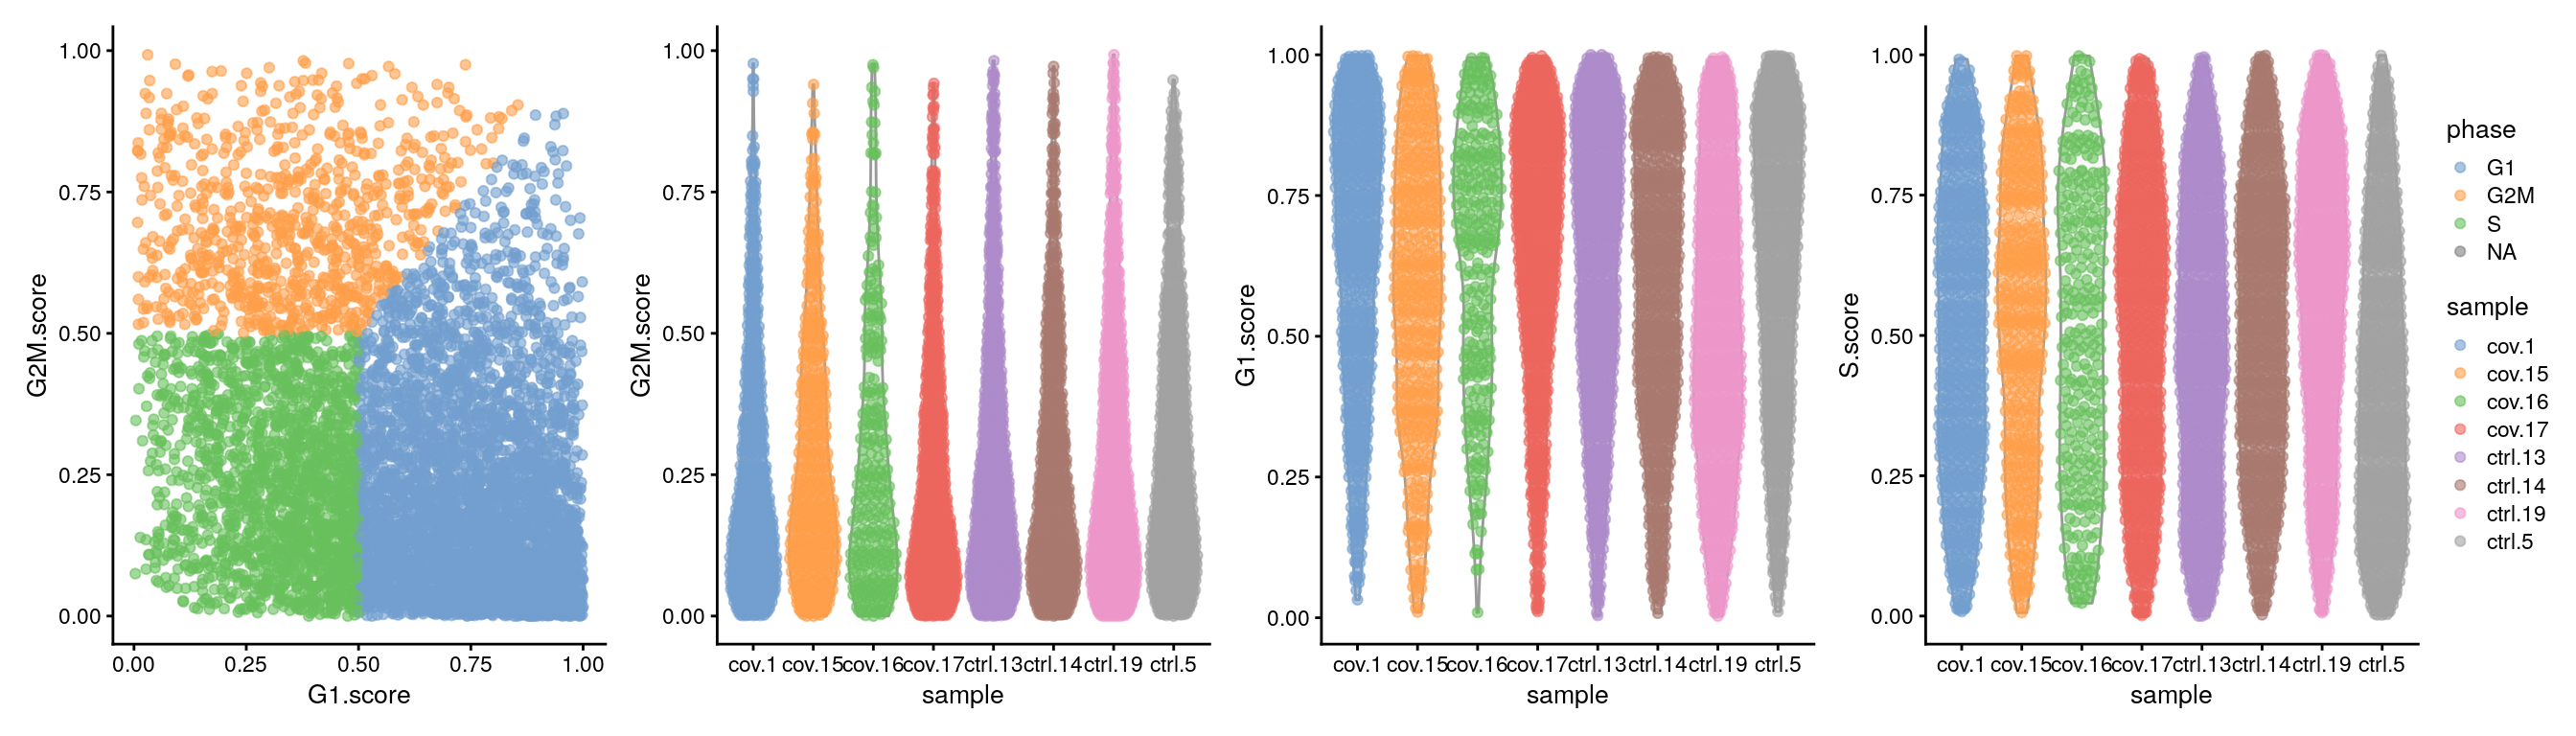 1.00
0.75
0.50
0.25
0.00
G2M.score
0.00 0.25 0.50 0.75 1.00
G1.score
1.00
0.75
0.50
0.25
0.00
G2M.score
cov.1 cov.15 cov.16 cov.17 ctrl.13 ctrl.14 ctrl.19 ctrl.5
sample
1.00
0.75
0.50
0.25
0.00
G1.score
cov.1 cov.15 cov.16 cov.17 ctrl.13 ctrl.14 ctrl.19 ctrl.5
sample
1.00
0.75
0.50
0.25
0.00
S.score
cov.1 cov.15 cov.16 cov.17 ctrl.13 ctrl.14 ctrl.19 ctrl.5
sample
phase
G1
G2M
S
NA
sample
cov.1
cov.15
cov.16
cov.17
ctrl.13
ctrl.14
ctrl.19
ctrl.5